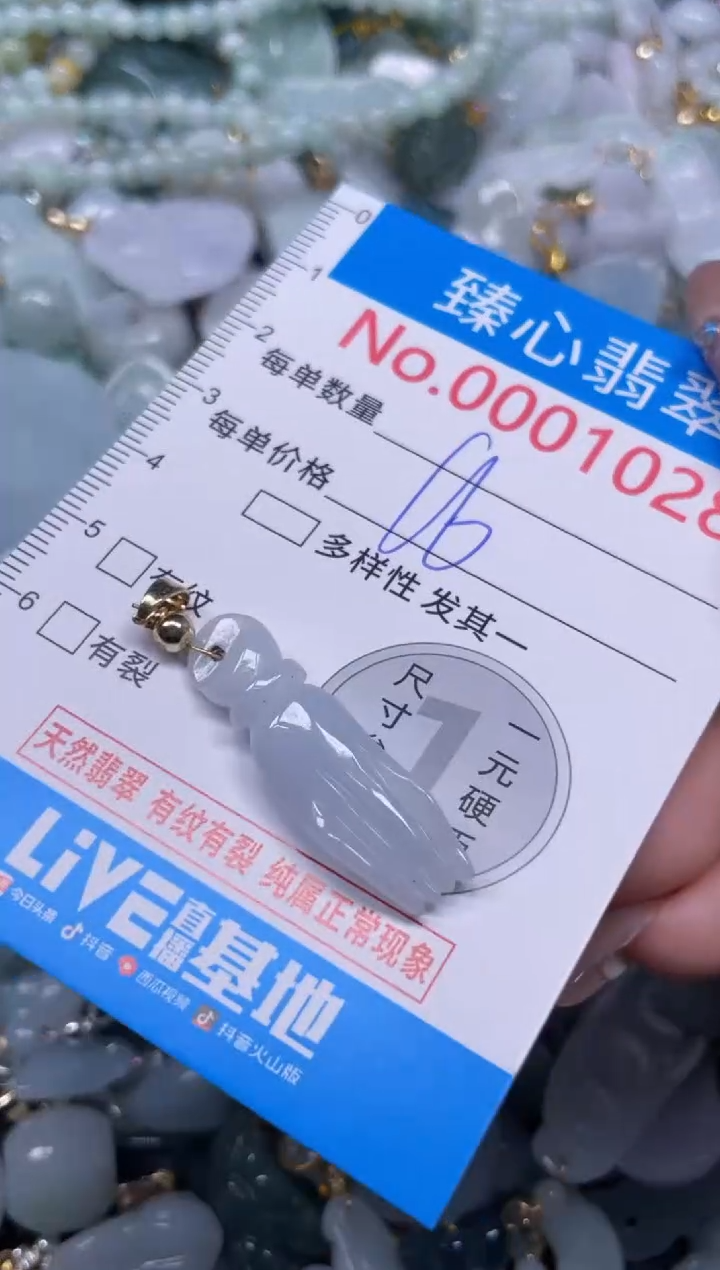 0
1
2
3
4
5
6
臻心翡翠
No.0001028
每单数量
每单价格
多样性 发其一
有纹
有裂
尺寸
1
一元硬
天然翡翠 有纹有裂 纯属正常现象
LiVE直播基地
今日头条 抖音 西瓜视频 抖音火山版